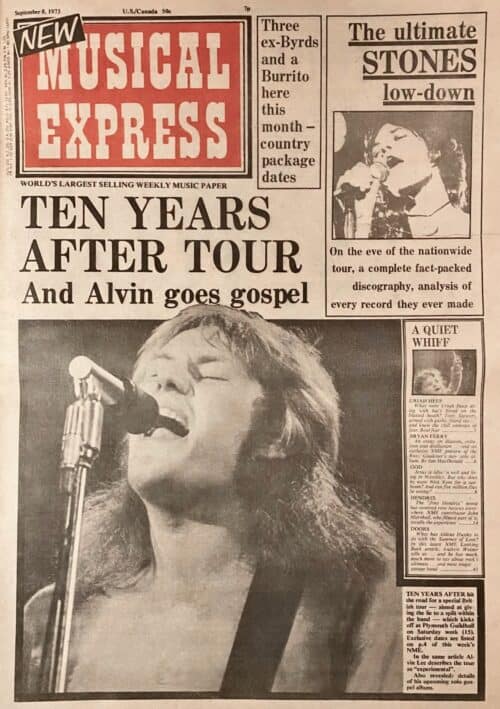 September 8, 1973
U.S./Canada 50c
7p
NEW
MUSICAL
EXPRESS
WORLD'S LARGEST SELLING WEEKLY MUSIC PAPER
Three
ex-Byrds
and a
Burrito
here
this
month –
country
package
dates
The ultimate
STONES
low-down
On the eve of the nationwide
tour, a complete fact-packed
discography, analysis of
every record they ever made
TEN YEARS
AFTER TOUR
And Alvin goes gospel
A QUIET
WHIFF
URIAH HEEP
BRYAN FERRY
GOD
HENDRIX
DOORS
TEN YEARS AFTER hit
the road for a special Brit-
ish tour — aimed at giv-
ing the lie to a split within
the band — which kicks
off at Plymouth Guildhall
on Saturday week (15).
Exclusive dates are listed
on p.4 of this week's
NME.
In the same article Al-
vin Lee describes the tour
as "experimental".
Also revealed: details
of his upcoming solo gos-
pel album.